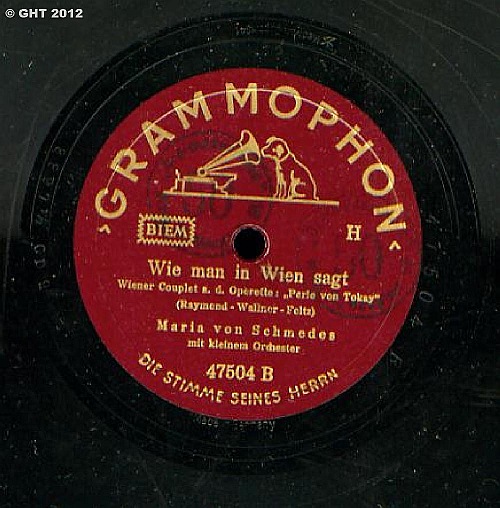 © GHT 2012
›GRAMMOPHON‹
BIEM
H
Wie man in Wien sagt
Wiener Couplet a. d. Operette: „Perle von Tokay"
(Raymond - Wallner - Feltz)
Maria von Schmedes
mit kleinem Orchester
47504 B
DIE STIMME SEINES HERRN